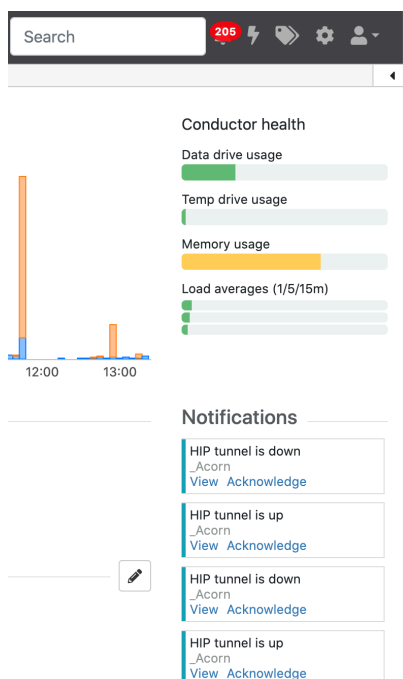 Search
205
Conductor health
Data drive usage
Temp drive usage
Memory usage
Load averages (1/5/15m)
12:00 13:00
Notifications
HIP tunnel is down
_Acorn
View Acknowledge
HIP tunnel is up
_Acorn
View Acknowledge
HIP tunnel is down
_Acorn
View Acknowledge
HIP tunnel is up
_Acorn
View Acknowledge